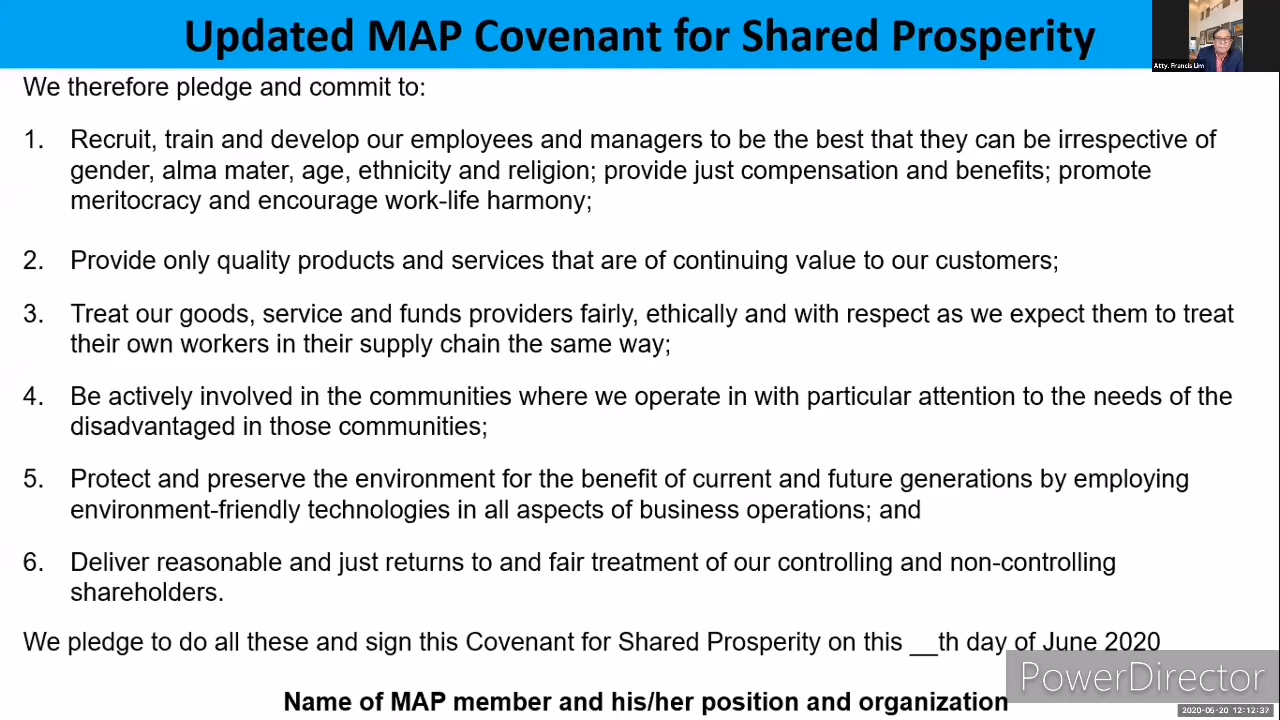 Updated MAP Covenant for Shared Prosperity
Atty. Francis Lim
We therefore pledge and commit to:
1. Recruit, train and develop our employees and managers to be the best that they can be irrespective of
gender, alma mater, age, ethnicity and religion; provide just compensation and benefits; promote
meritocracy and encourage work-life harmony;
2. Provide only quality products and services that are of continuing value to our customers;
3. Treat our goods, service and funds providers fairly, ethically and with respect as we expect them to treat
their own workers in their supply chain the same way;
4. Be actively involved in the communities where we operate in with particular attention to the needs of the
disadvantaged in those communities;
5. Protect and preserve the environment for the benefit of current and future generations by employing
environment-friendly technologies in all aspects of business operations; and
6. Deliver reasonable and just returns to and fair treatment of our controlling and non-controlling
shareholders.
We pledge to do all these and sign this Covenant for Shared Prosperity on this __th day of June 2020
PowerDirector
Name of MAP member and his/her position and organization
2020-05-20 12:12:37